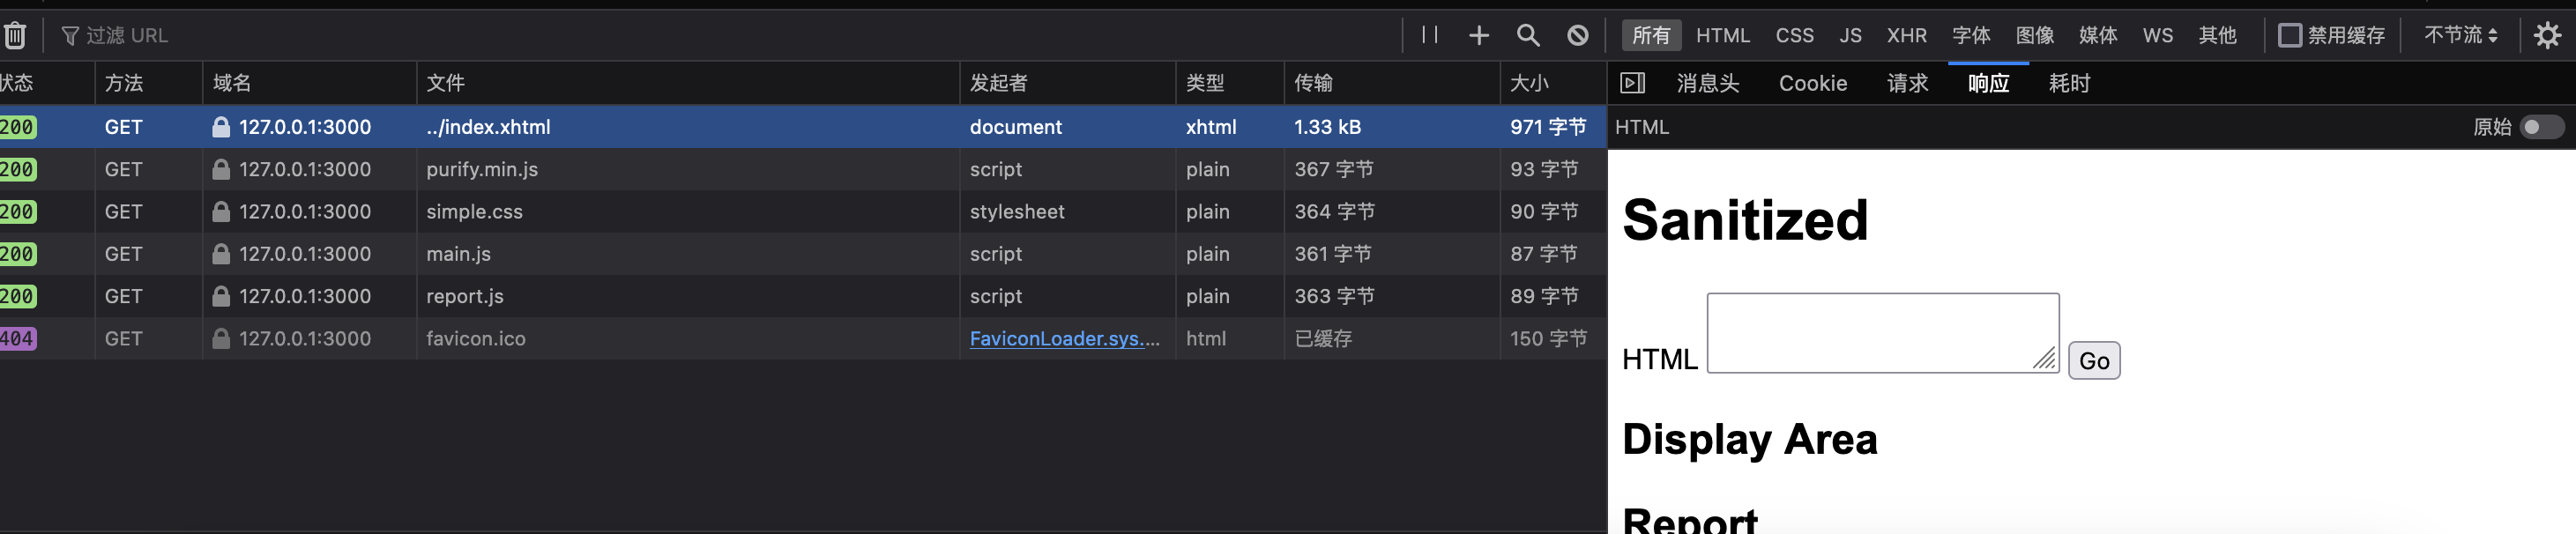 过滤 URL
所有 HTML CSS JS XHR 字体 图像 媒体 WS 其他 禁用缓存 不节流
状态 方法 域名 文件 发起者 类型 传输 大小
消息头 Cookie 请求 响应 耗时
200 GET 127.0.0.1:3000 ../index.xhtml document xhtml 1.33 kB 971 字节
200 GET 127.0.0.1:3000 purify.min.js script plain 367 字节 93 字节
200 GET 127.0.0.1:3000 simple.css stylesheet plain 364 字节 90 字节
200 GET 127.0.0.1:3000 main.js script plain 361 字节 87 字节
200 GET 127.0.0.1:3000 report.js script plain 363 字节 89 字节
404 GET 127.0.0.1:3000 favicon.ico FaviconLoader.sys.... html 已缓存 150 字节
HTML 原始
Sanitized
HTML Go
Display Area
Report